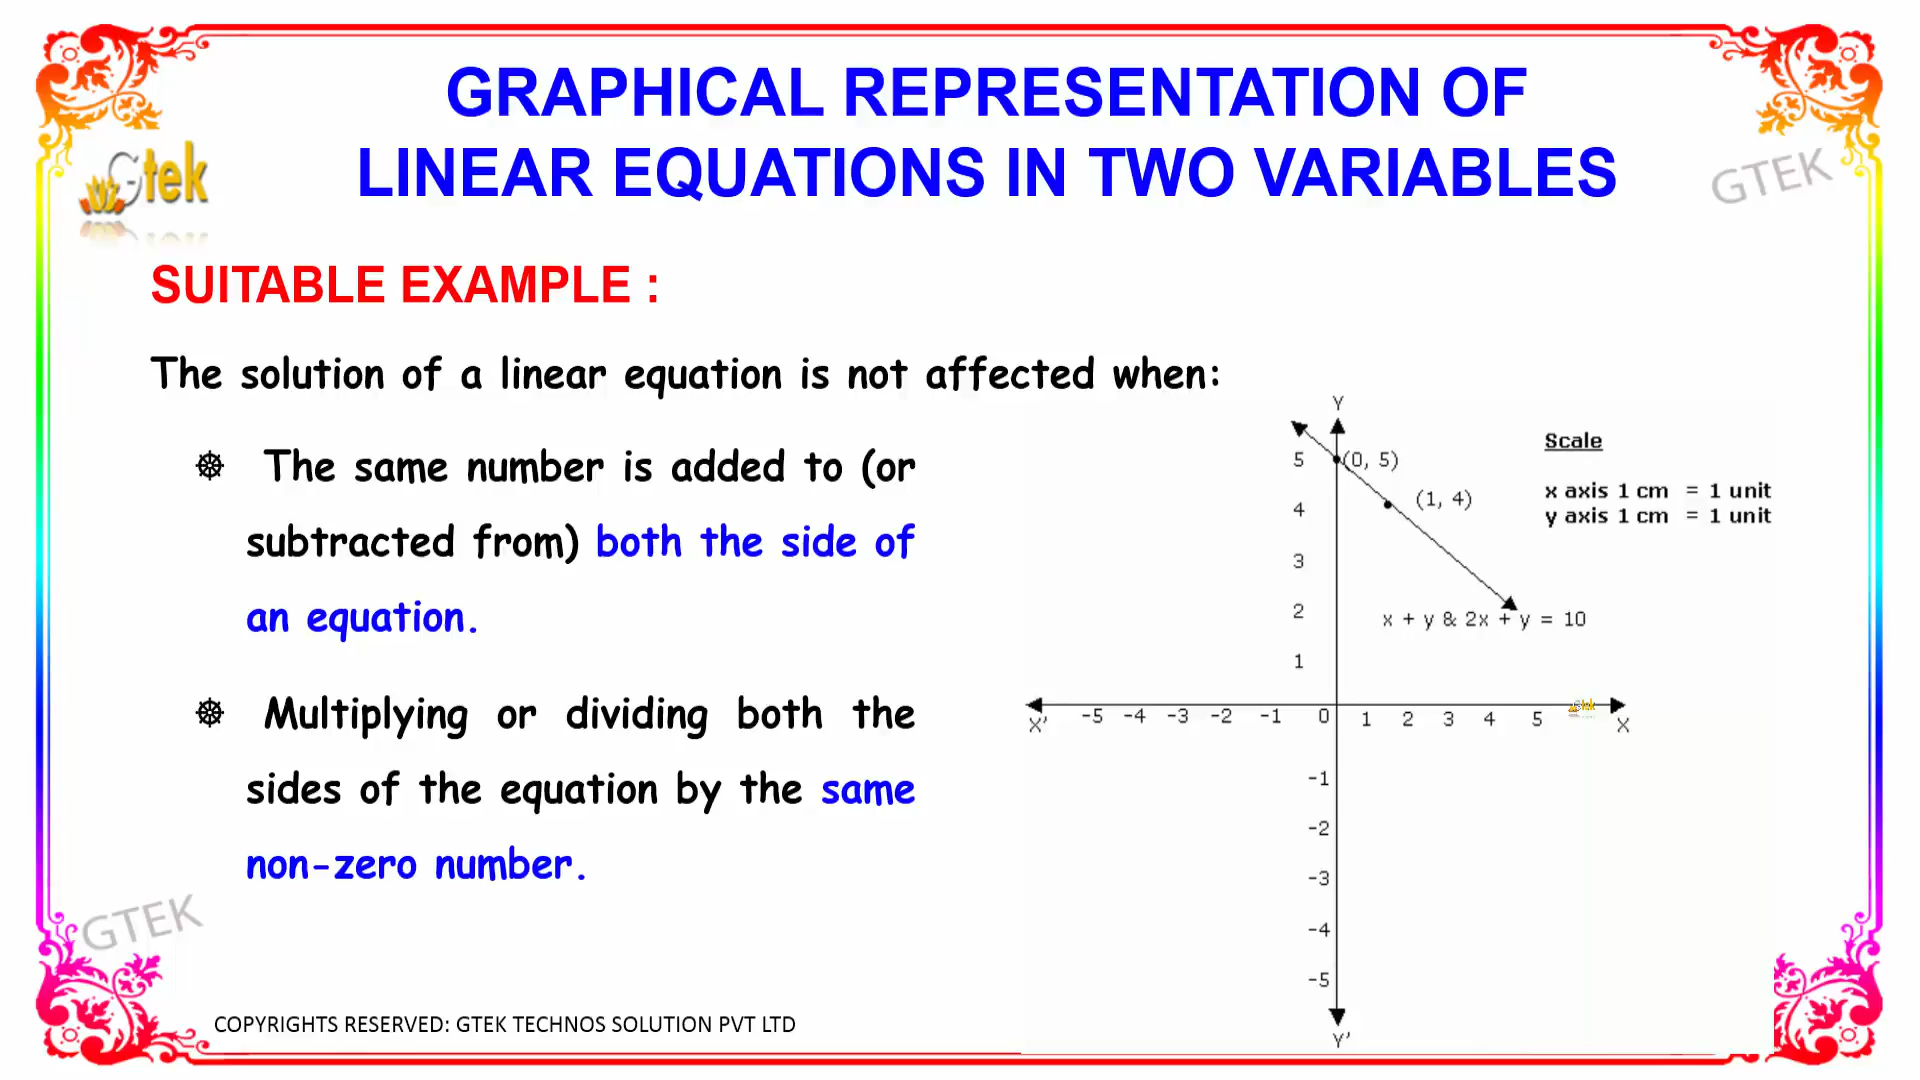 GRAPHICAL REPRESENTATION OF
LINEAR EQUATIONS IN TWO VARIABLES
Gtek
GTEK
SUITABLE EXAMPLE :
The solution of a linear equation is not affected when:
The same number is added to (or
subtracted from) both the side of
an equation.
Multiplying or dividing both the
sides of the equation by the same
non-zero number.
Y
Scale
5 (0, 5)
x axis 1 cm = 1 unit
4 (1, 4)
y axis 1 cm = 1 unit
3
2
x + y & 2x + y = 10
1
X' -5 -4 -3 -2 -1 0 1 2 3 4 5 X
Gtek
-1
-2
-3
-4
-5
Y'
GTEK
COPYRIGHTS RESERVED: GTEK TECHNOS SOLUTION PVT LTD